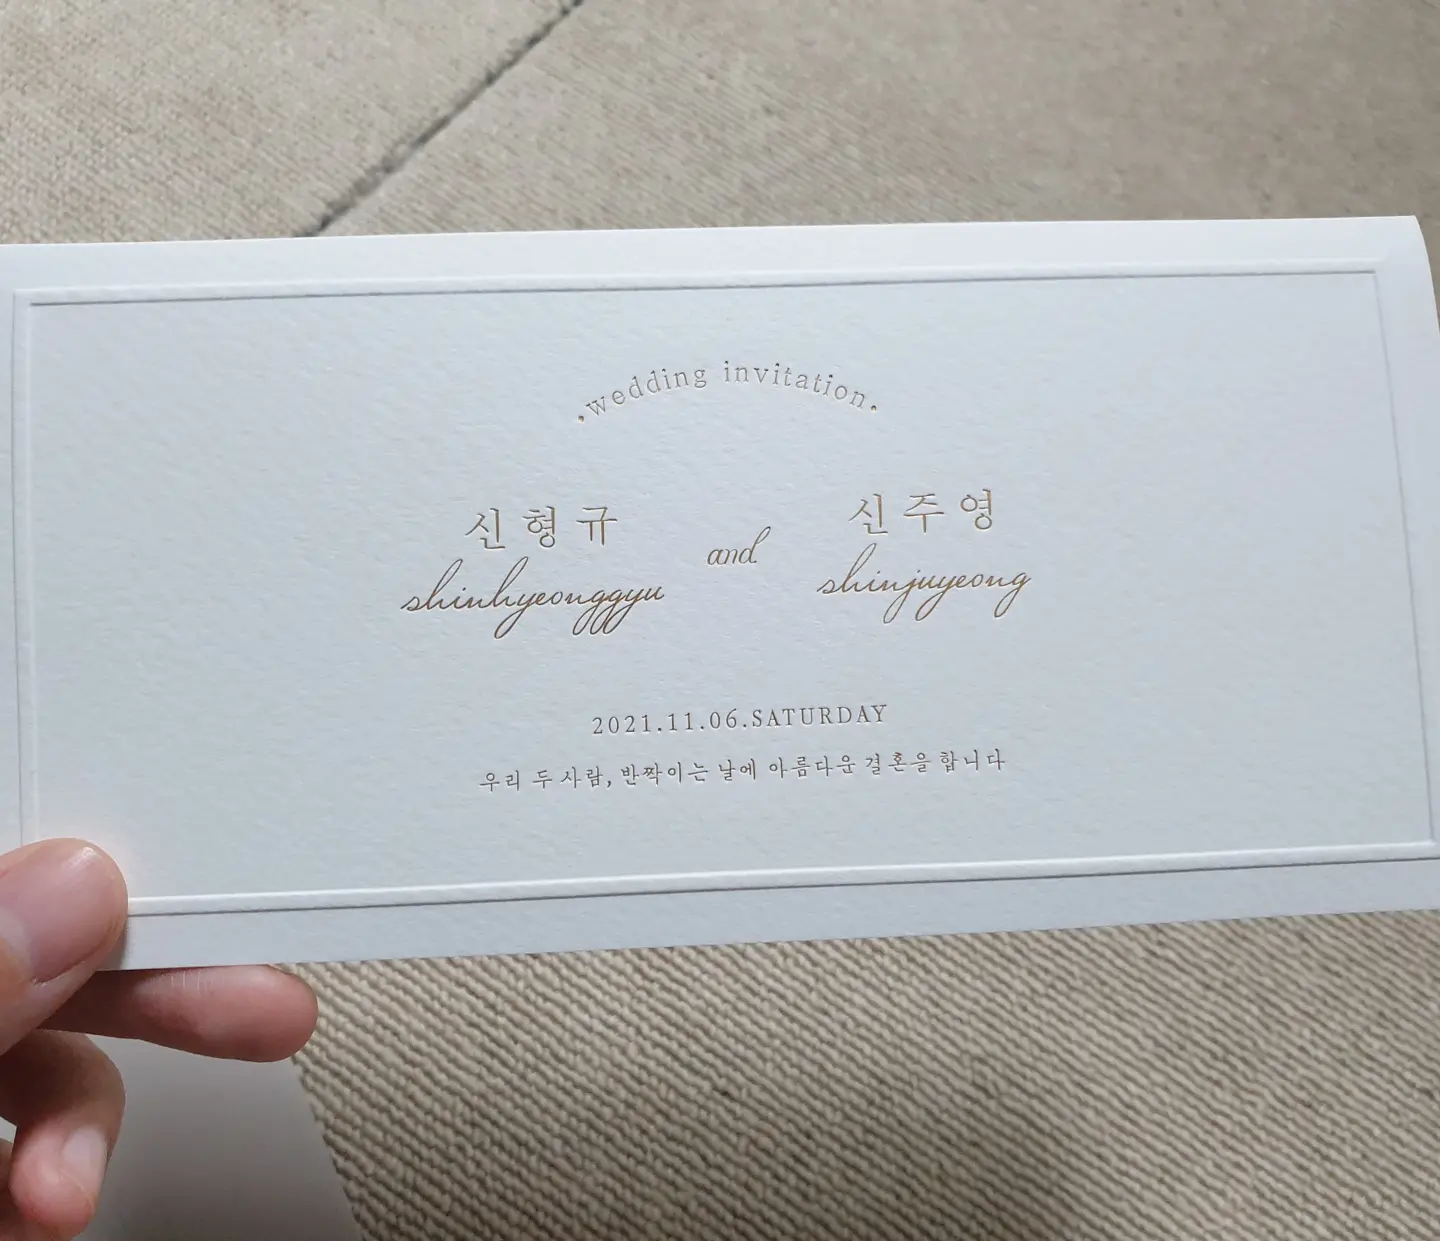 ·wedding invitation·
신형규 and 신주영
shinhyeonggyu shinjuyeong
2021.11.06.SATURDAY
우리 두 사람, 반짝이는 날에 아름다운 결혼을 합니다